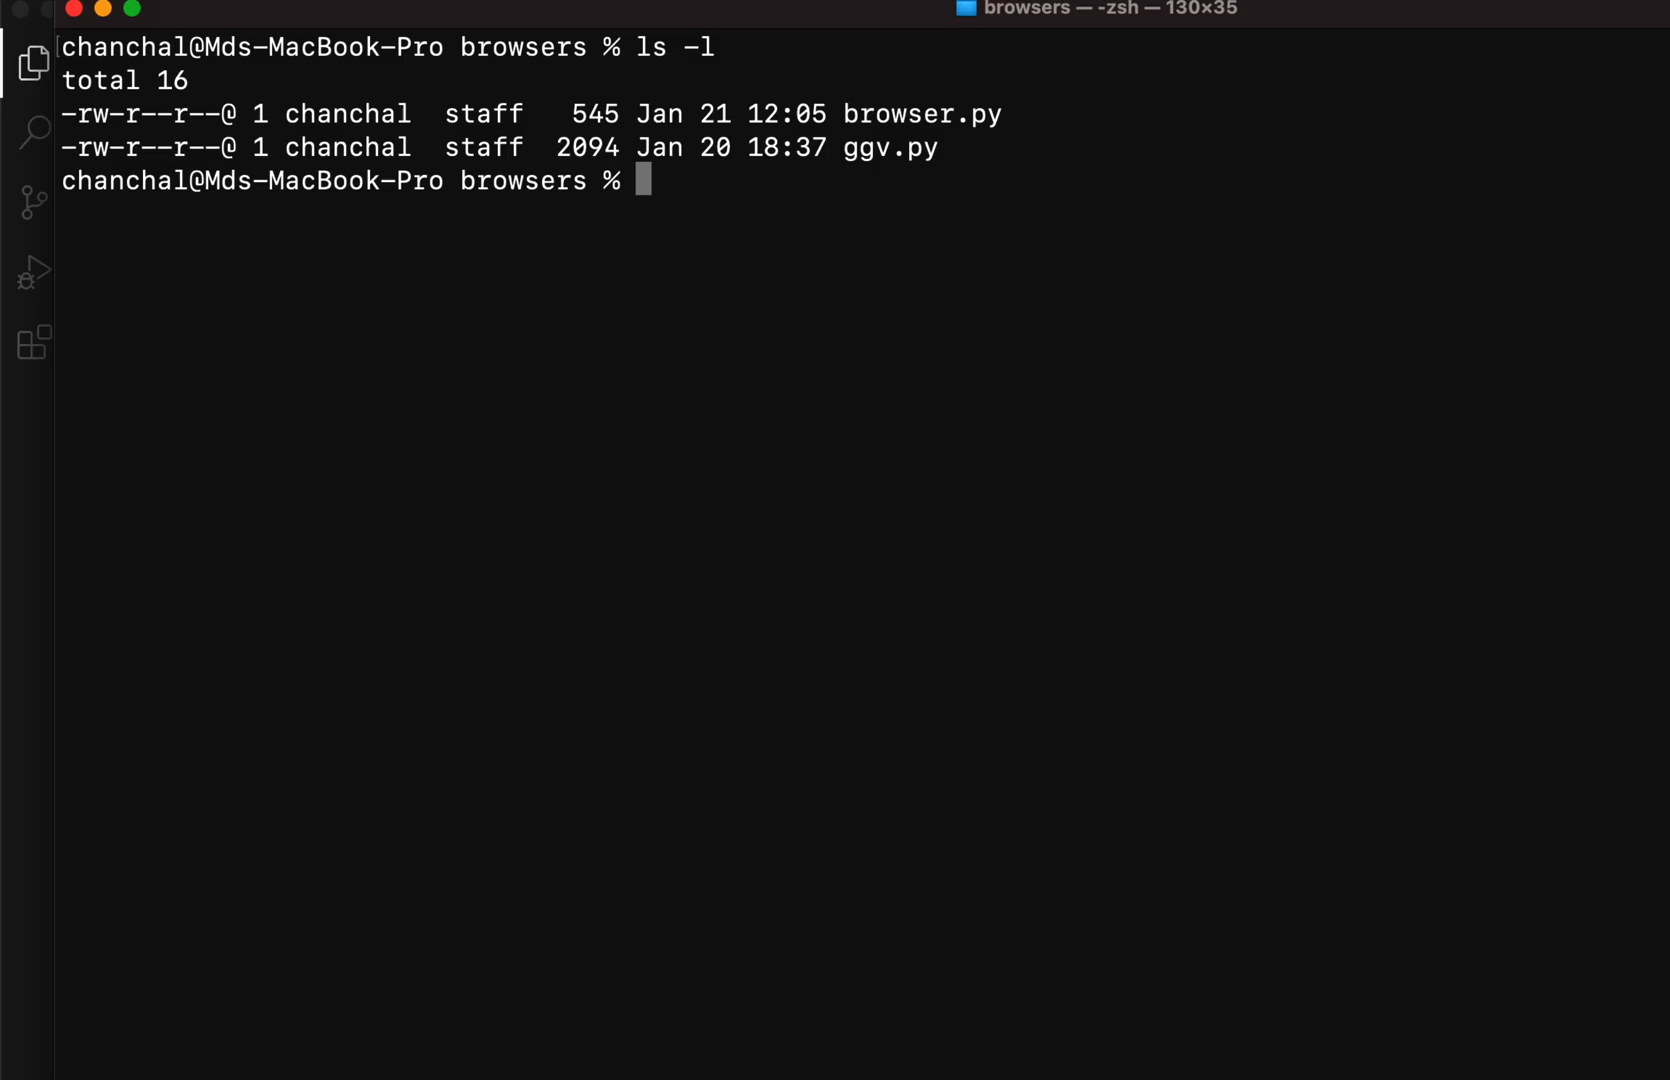 browsers — -zsh — 130×35
chanchal@Mds-MacBook-Pro browsers % ls -l
total 16
-rw-r--r--@ 1 chanchal  staff   545 Jan 21 12:05 browser.py
-rw-r--r--@ 1 chanchal  staff  2094 Jan 20 18:37 ggv.py
chanchal@Mds-MacBook-Pro browsers %